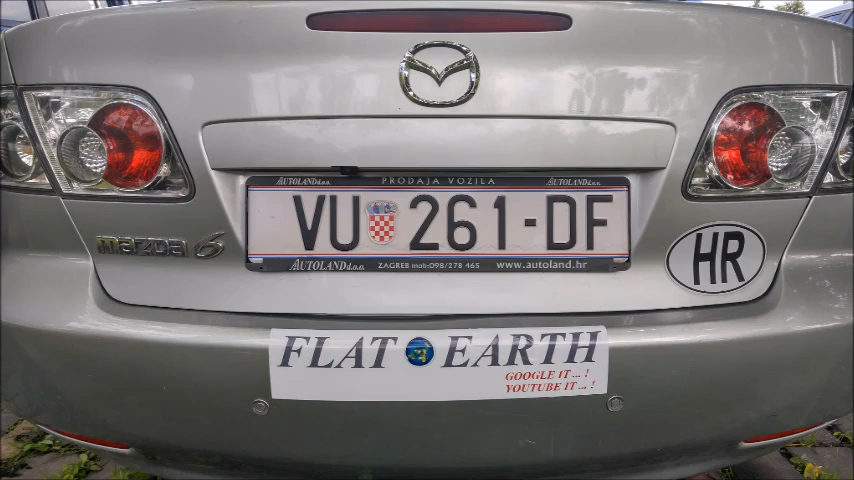 AUTOLAND d.o.o. PRODAJA VOZILA AUTOLAND d.o.o.
VU 261-DF
AUTOLAND d.o.o. ZAGREB mob:098/278 465 www.autoland.hr
mazda 6
HR
FLAT EARTH
GOOGLE IT ... !
YOUTUBE IT ... !